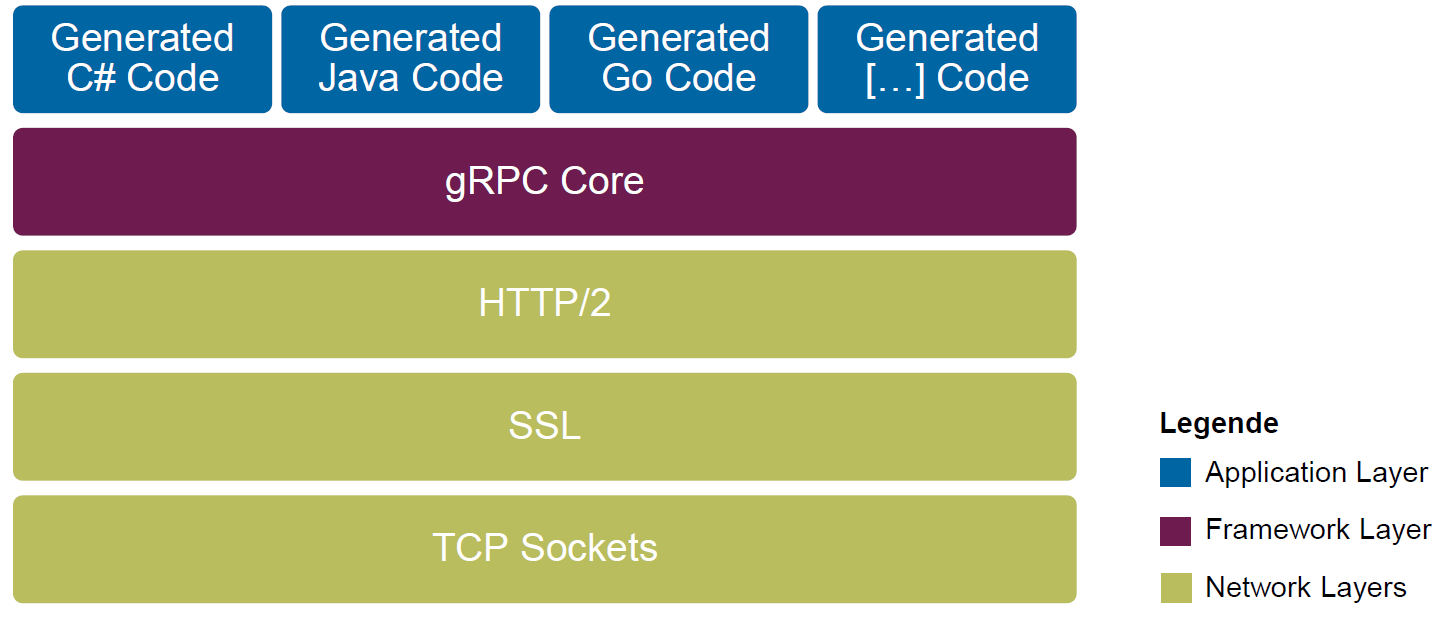 Generated
C# Code
Generated
Java Code
Generated
Go Code
Generated
[…] Code
gRPC Core
HTTP/2
SSL
TCP Sockets
Legende
Application Layer
Framework Layer
Network Layers